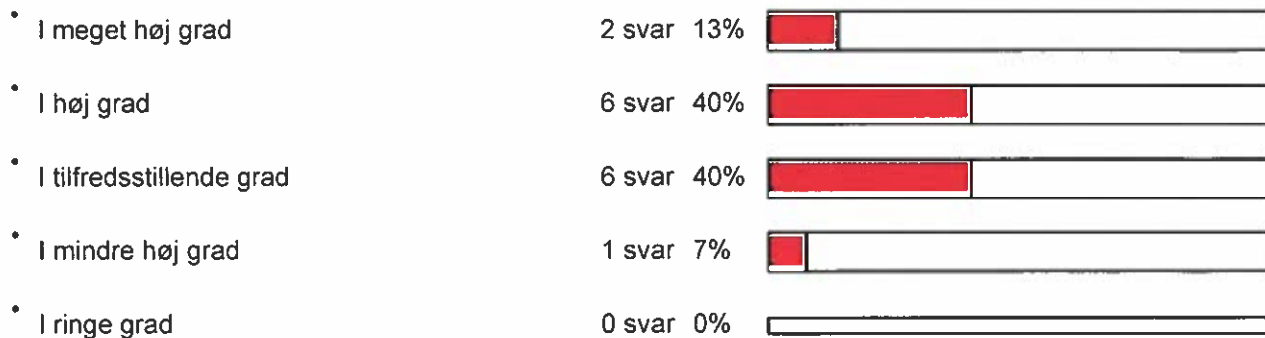 • I meget høj grad 2 svar 13%
• I høj grad 6 svar 40%
• I tilfredsstillende grad 6 svar 40%
• I mindre høj grad 1 svar 7%
• I ringe grad 0 svar 0%